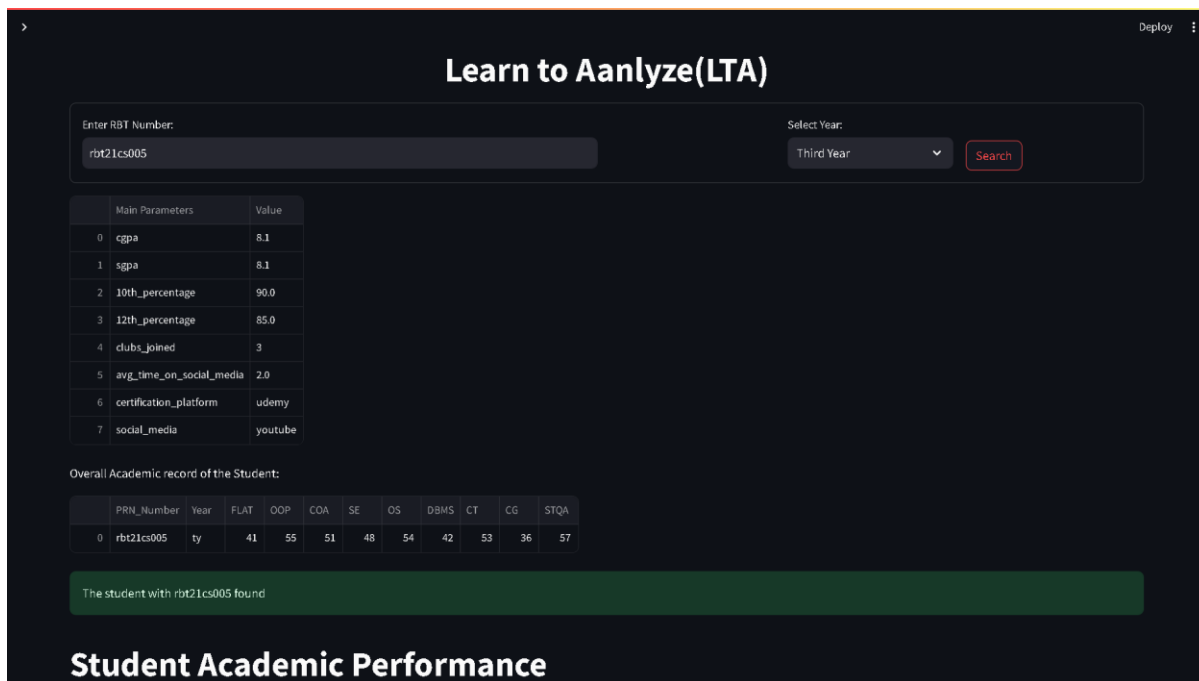 Deploy
Learn to Aanlyze(LTA)
Enter RBT Number:
Select Year:
rbt21cs005
Third Year
Search
Main Parameters Value
0 cgpa 8.1
1 sgpa 8.1
2 10th_percentage 90.0
3 12th_percentage 85.0
4 clubs_joined 3
5 avg_time_on_social_media 2.0
6 certification_platform udemy
7 social_media youtube
Overall Academic record of the Student:
PRN_Number Year FLAT OOP COA SE OS DBMS CT CG STQA
0 rbt21cs005 ty 41 55 51 48 54 42 53 36 57
The student with rbt21cs005 found
Student Academic Performance